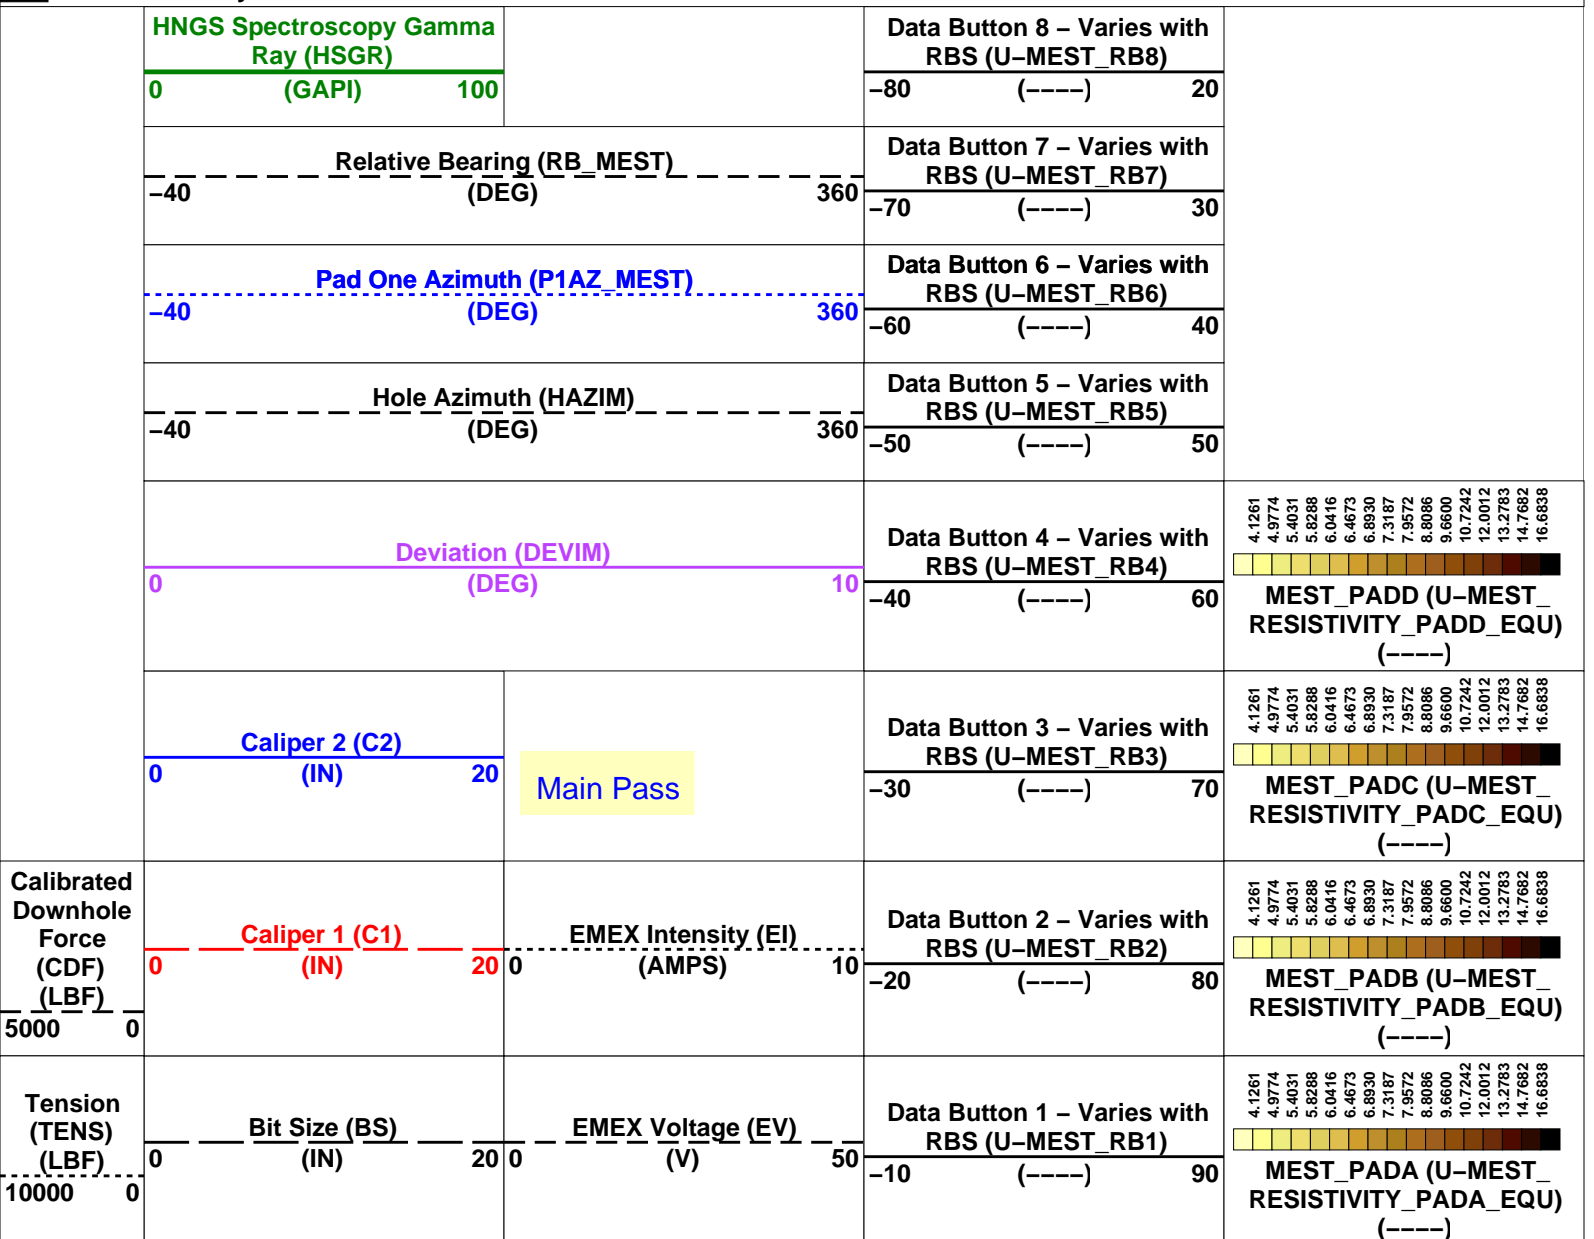 HNGS Spectroscopy Gamma
Ray (HSGR)
0 (GAPI) 100
Data Button 8 – Varies with
RBS (U–MEST_RB8)
–80 (––––) 20
Relative Bearing (RB_MEST)
–40 (DEG) 360
Data Button 7 – Varies with
RBS (U–MEST_RB7)
–70 (––––) 30
Pad One Azimuth (P1AZ_MEST)
–40 (DEG) 360
Data Button 6 – Varies with
RBS (U–MEST_RB6)
–60 (––––) 40
Hole Azimuth (HAZIM)
–40 (DEG) 360
Data Button 5 – Varies with
RBS (U–MEST_RB5)
–50 (––––) 50
Deviation (DEVIM)
0 (DEG) 10
Data Button 4 – Varies with
RBS (U–MEST_RB4)
–40 (––––) 60
4.1261 4.9774 5.4031 5.8288 6.0416 6.4673 6.8930 7.3187 7.9572 8.8086 9.6600 10.7242 12.0012 13.2783 14.7682 16.6838
MEST_PADD (U–MEST_
RESISTIVITY_PADD_EQU)
(––––)
Caliper 2 (C2)
0 (IN) 20
Main Pass
Data Button 3 – Varies with
RBS (U–MEST_RB3)
–30 (––––) 70
4.1261 4.9774 5.4031 5.8288 6.0416 6.4673 6.8930 7.3187 7.9572 8.8086 9.6600 10.7242 12.0012 13.2783 14.7682 16.6838
MEST_PADC (U–MEST_
RESISTIVITY_PADC_EQU)
(––––)
Calibrated
Downhole
Force
(CDF)
(LBF)
5000 0
Caliper 1 (C1)
0 (IN) 20
EMEX Intensity (EI)
0 (AMPS) 10
Data Button 2 – Varies with
RBS (U–MEST_RB2)
–20 (––––) 80
4.1261 4.9774 5.4031 5.8288 6.0416 6.4673 6.8930 7.3187 7.9572 8.8086 9.6600 10.7242 12.0012 13.2783 14.7682 16.6838
MEST_PADB (U–MEST_
RESISTIVITY_PADB_EQU)
(––––)
Tension
(TENS)
(LBF)
10000 0
Bit Size (BS)
0 (IN) 20
EMEX Voltage (EV)
0 (V) 50
Data Button 1 – Varies with
RBS (U–MEST_RB1)
–10 (––––) 90
4.1261 4.9774 5.4031 5.8288 6.0416 6.4673 6.8930 7.3187 7.9572 8.8086 9.6600 10.7242 12.0012 13.2783 14.7682 16.6838
MEST_PADA (U–MEST_
RESISTIVITY_PADA_EQU)
(––––)